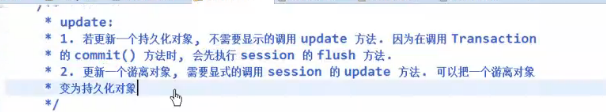 /**
* update:
* 1. 若更新一个持久化对象, 不需要显示的调用 update 方法. 因为在调用 Transaction
* 的 commit() 方法时, 会先执行 session 的 flush 方法.
* 2. 更新一个游离对象, 需要显式的调用 session 的 update 方法. 可以把一个游离对象
* 变为持久化对象
*/